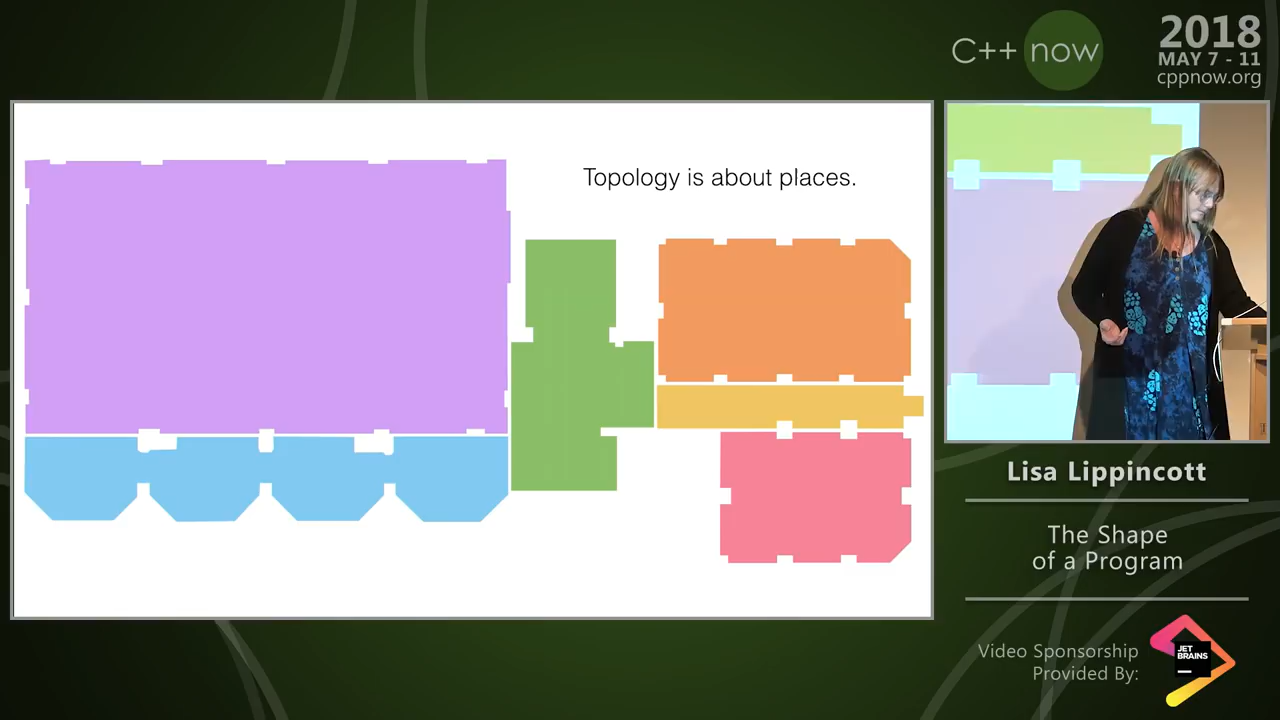 C++ now
2018
MAY 7 - 11
cppnow.org
Topology is about places.
Lisa Lippincott
The Shape
of a Program
Video Sponsorship
Provided By:
JET
BRAINS